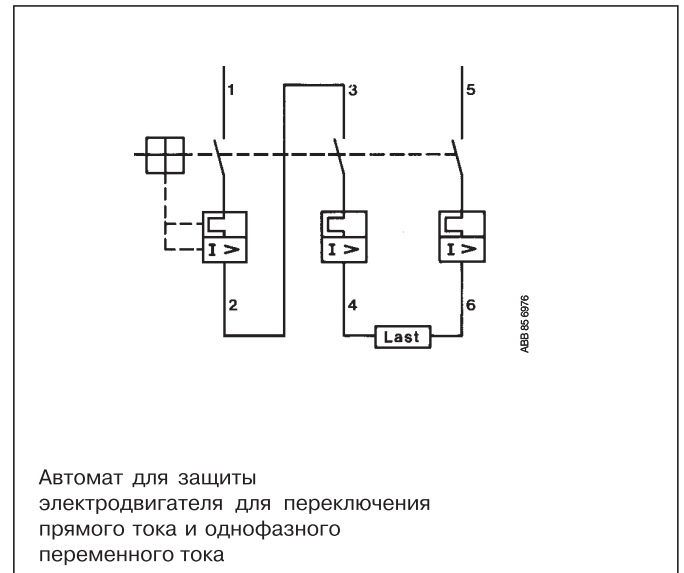 1
3
5
I >
I >
I >
2
4
6
Last
ABB 85 6976
Автомат для защиты
электродвигателя для переключения
прямого тока и однофазного
переменного тока